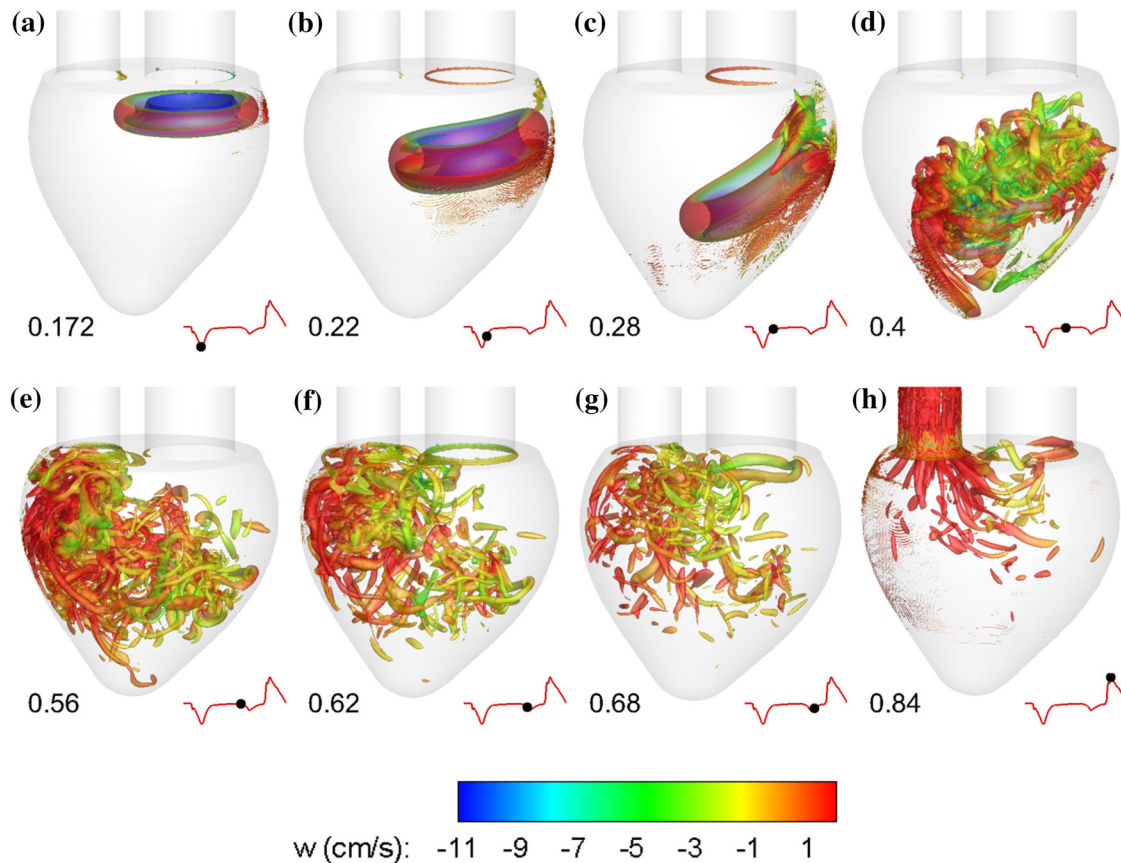 (a) (b) (c) (d)
0.172 0.22 0.28 0.4
(e) (f) (g) (h)
0.56 0.62 0.68 0.84
w (cm/s): -11 -9 -7 -5 -3 -1 1